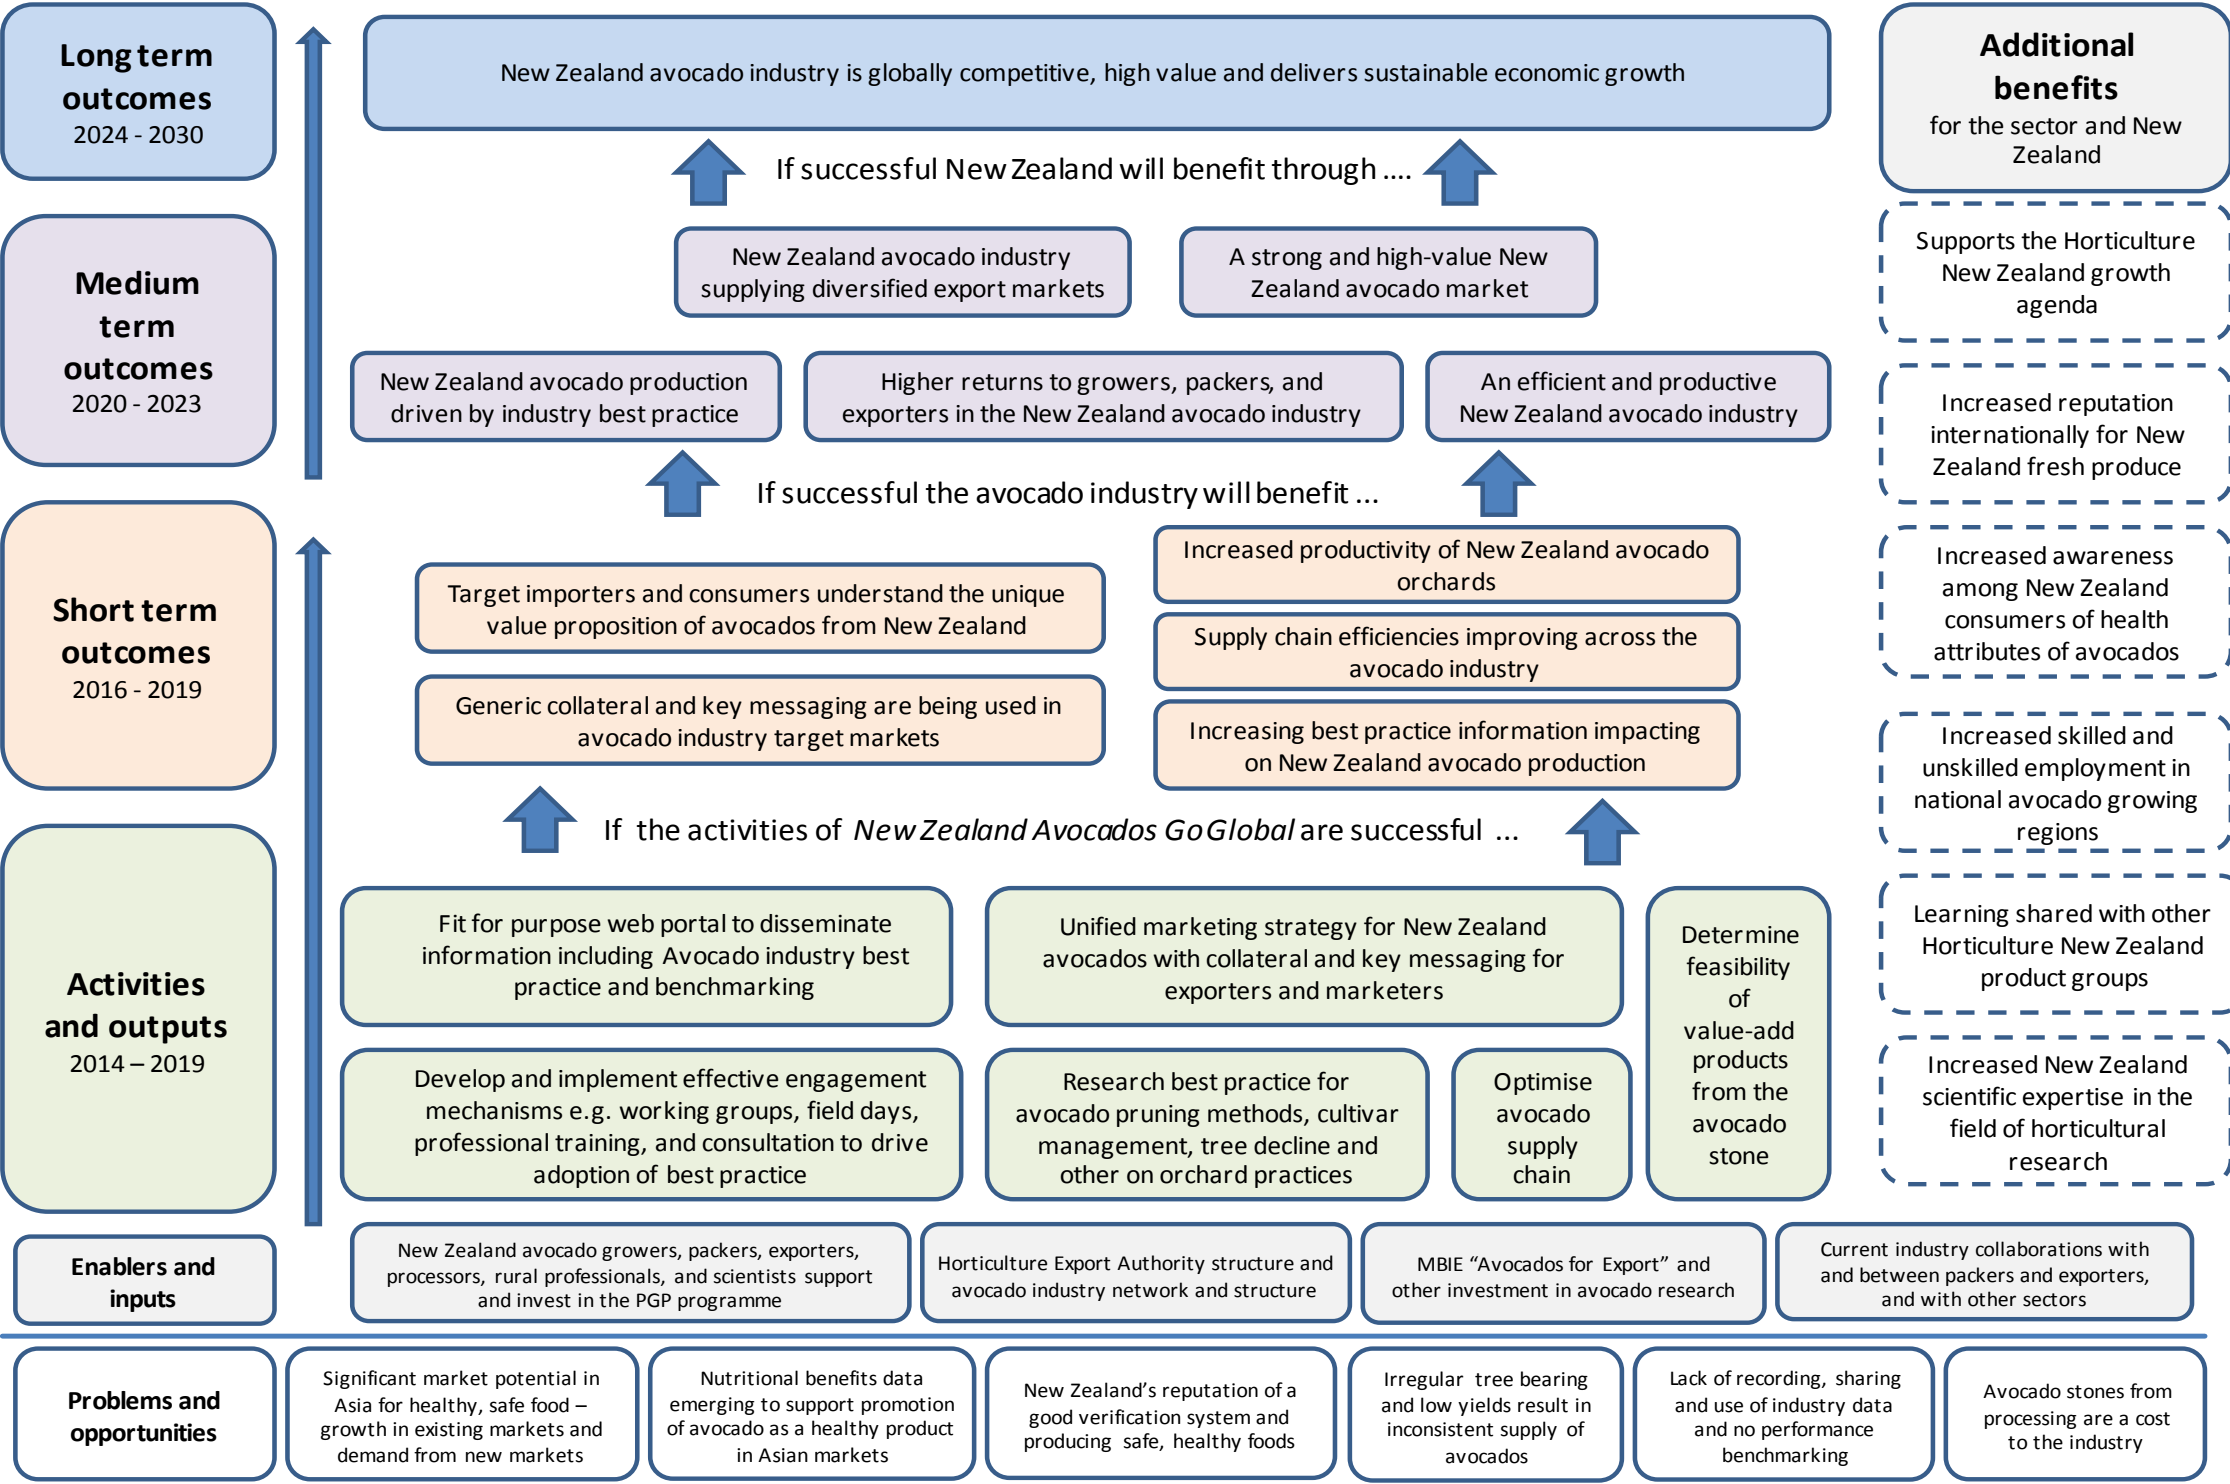 Long term
outcomes
2024 - 2030
New Zealand avocado industry is globally competitive, high value and delivers sustainable economic growth
If successful New Zealand will benefit through ....
Medium
term
outcomes
2020 - 2023
New Zealand avocado industry
supplying diversified export markets
A strong and high-value New
Zealand avocado market
New Zealand avocado production
driven by industry best practice
Higher returns to growers, packers, and
exporters in the New Zealand avocado industry
An efficient and productive
New Zealand avocado industry
If successful the avocado industry will benefit ...
Short term
outcomes
2016 - 2019
Target importers and consumers understand the unique
value proposition of avocados from New Zealand
Generic collateral and key messaging are being used in
avocado industry target markets
Increased productivity of New Zealand avocado
orchards
Supply chain efficiencies improving across the
avocado industry
Increasing best practice information impacting
on New Zealand avocado production
If the activities of New Zealand Avocados Go Global are successful ...
Activities
and outputs
2014 – 2019
Fit for purpose web portal to disseminate
information including Avocado industry best
practice and benchmarking
Unified marketing strategy for New Zealand
avocados with collateral and key messaging for
exporters and marketers
Determine
feasibility
of
value-add
products
from the
avocado
stone
Develop and implement effective engagement
mechanisms e.g. working groups, field days,
professional training, and consultation to drive
adoption of best practice
Research best practice for
avocado pruning methods, cultivar
management, tree decline and
other on orchard practices
Optimise
avocado
supply
chain
Enablers and
inputs
New Zealand avocado growers, packers, exporters,
processors, rural professionals, and scientists support
and invest in the PGP programme
Horticulture Export Authority structure and
avocado industry network and structure
MBIE “Avocados for Export” and
other investment in avocado research
Current industry collaborations with
and between packers and exporters,
and with other sectors
Problems and
opportunities
Significant market potential in
Asia for healthy, safe food –
growth in existing markets and
demand from new markets
Nutritional benefits data
emerging to support promotion
of avocado as a healthy product
in Asian markets
New Zealand’s reputation of a
good verification system and
producing safe, healthy foods
Irregular tree bearing
and low yields result in
inconsistent supply of
avocados
Lack of recording, sharing
and use of industry data
and no performance
benchmarking
Avocado stones from
processing are a cost
to the industry
Additional
benefits
for the sector and New
Zealand
Supports the Horticulture
New Zealand growth
agenda
Increased reputation
internationally for New
Zealand fresh produce
Increased awareness
among New Zealand
consumers of health
attributes of avocados
Increased skilled and
unskilled employment in
national avocado growing
regions
Learning shared with other
Horticulture New Zealand
product groups
Increased New Zealand
scientific expertise in the
field of horticultural
research